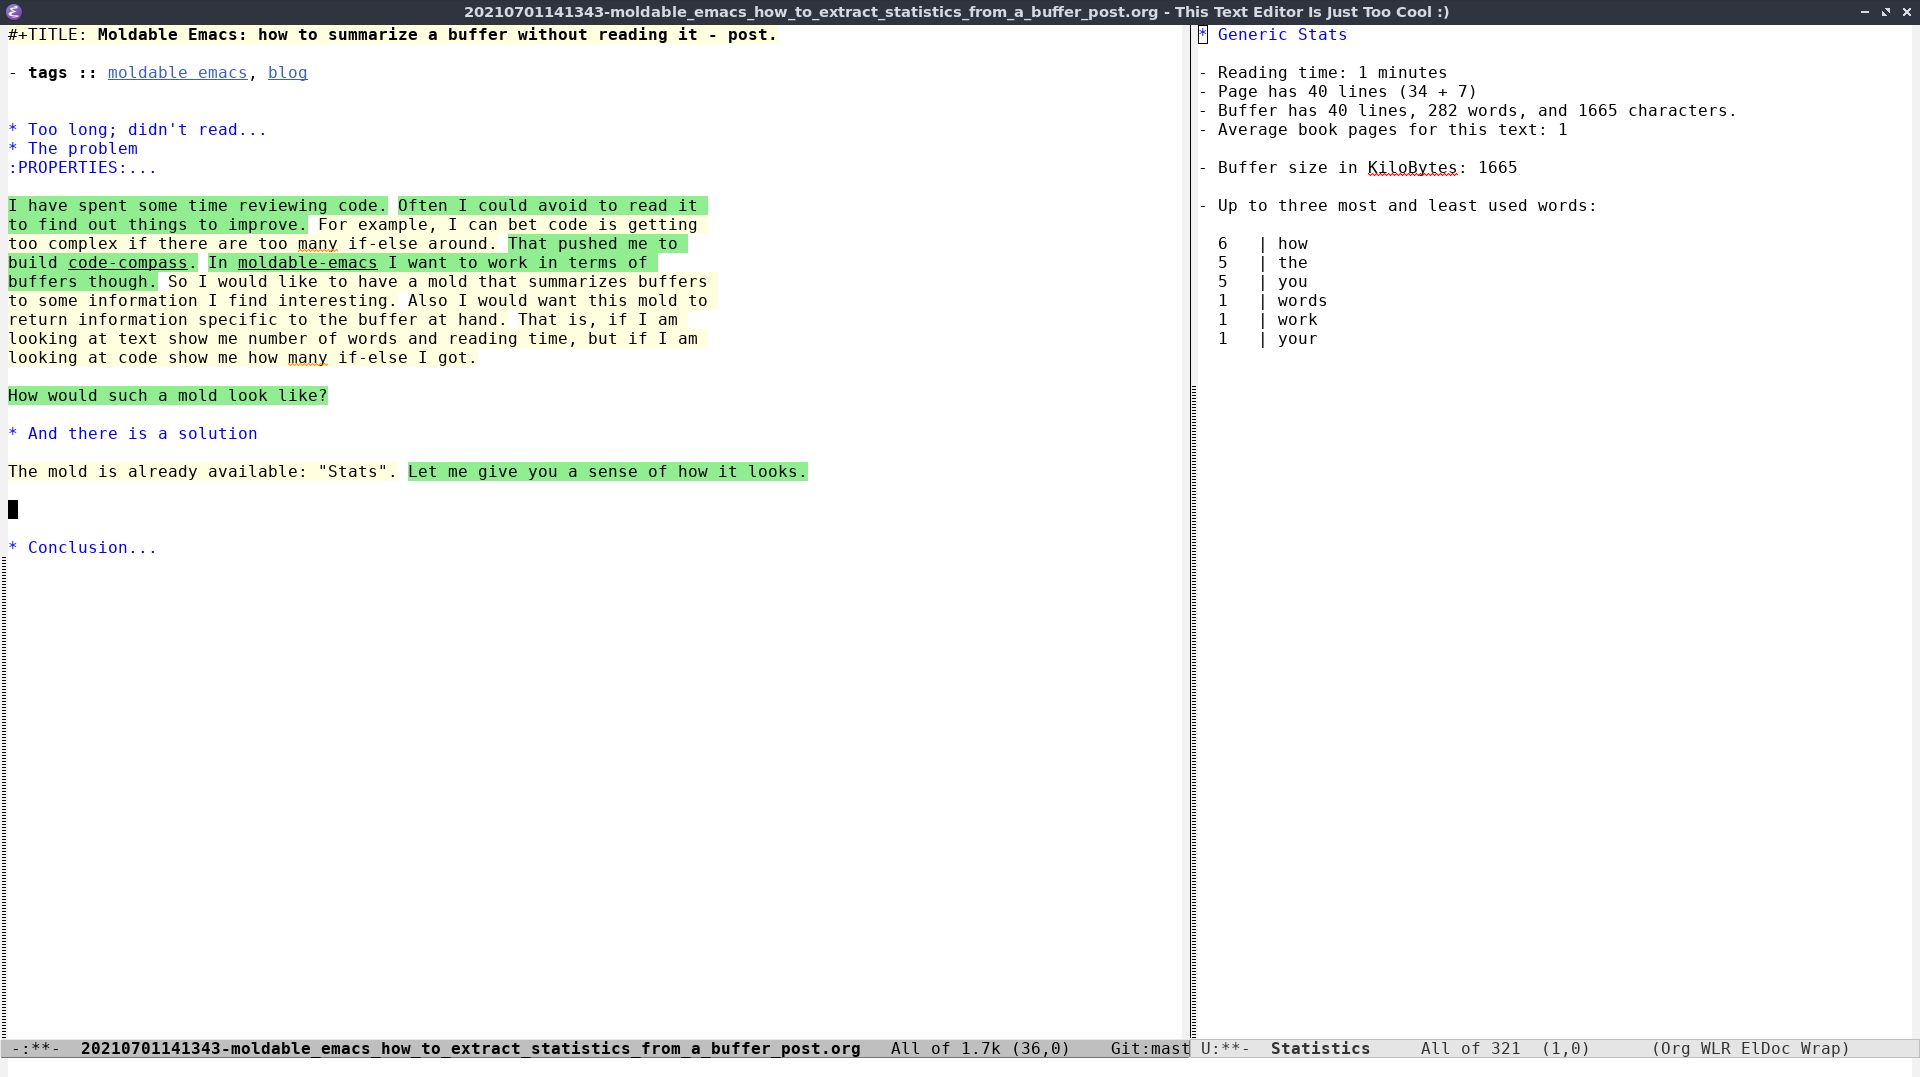 20210701141343-moldable_emacs_how_to_extract_statistics_from_a_buffer_post.org - This Text Editor Is Just Too Cool :)
#+TITLE: Moldable Emacs: how to summarize a buffer without reading it - post.
- tags :: moldable emacs, blog
* Too long; didn't read...
* The problem
:PROPERTIES:...
I have spent some time reviewing code. Often I could avoid to read it
to find out things to improve. For example, I can bet code is getting
too complex if there are too many if-else around. That pushed me to
build code-compass. In moldable-emacs I want to work in terms of
buffers though. So I would like to have a mold that summarizes buffers
to some information I find interesting. Also I would want this mold to
return information specific to the buffer at hand. That is, if I am
looking at text show me number of words and reading time, but if I am
looking at code show me how many if-else I got.
How would such a mold look like?
* And there is a solution
The mold is already available: "Stats". Let me give you a sense of how it looks.
* Conclusion...
-:**-  20210701141343-moldable_emacs_how_to_extract_statistics_from_a_buffer_post.org   All of 1.7k (36,0)    Git:mast
* Generic Stats
- Reading time: 1 minutes
- Page has 40 lines (34 + 7)
- Buffer has 40 lines, 282 words, and 1665 characters.
- Average book pages for this text: 1
- Buffer size in KiloBytes: 1665
- Up to three most and least used words:
6   | how
5   | the
5   | you
1   | words
1   | work
1   | your
U:**-  Statistics     All of 321  (1,0)      (Org WLR ElDoc Wrap)